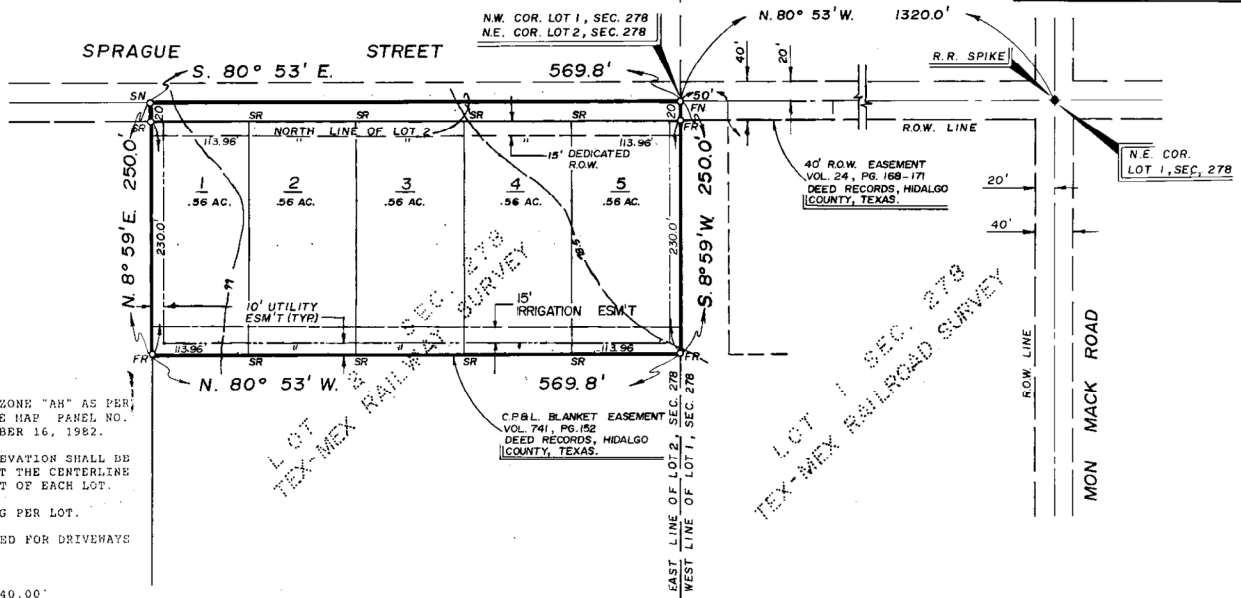 N.W. COR. LOT 1, SEC. 278
N.E. COR. LOT 2, SEC. 278
N. 80° 53' W. 1320.0'
SPRAGUE STREET
S. 80° 53' E. 569.8'
40'
20'
R.R. SPIKE
SN
20
SR
SR
SR
SR
SR
20
50'
FN
FR
NORTH LINE OF LOT 2
R.O.W. LINE
113.96'
"
"
"
113.96'
15' DEDICATED
R.O.W.
N.E. COR.
LOT 1, SEC, 278
40' R.O.W. EASEMENT
VOL. 24, PG. 168-171
DEED RECORDS, HIDALGO
COUNTY, TEXAS.
20'
40'
1
.56 AC.
2
.56 AC.
3
.56 AC.
4
.56 AC.
5
.56 AC.
N. 8° 59' E. 250.0'
230.0'
230.0'
S. 8° 59' W. 250.0'
99
10' UTILITY
ESM'T (TYP.)
15'
IRRIGATION ESM'T
113.96'
"
"
"
113.96'
FR
SR
SR
SR
SR
FR
N. 80° 53' W. 569.8'
C.P.&L. BLANKET EASEMENT
VOL. 741, PG. 152
DEED RECORDS, HIDALGO
COUNTY, TEXAS.
LOT 2 SEC. 278
TEX-MEX RAILWAY SURVEY
LOT 1 SEC. 278
TEX-MEX RAILROAD SURVEY
EAST LINE OF LOT 2, SEC. 278
WEST LINE OF LOT 1, SEC. 278
R.O.W. LINE
MON MACK ROAD
ZONE "AH" AS PER
E MAP PANEL NO.
BER 16, 1982.
EVATION SHALL BE
T THE CENTERLINE
T OF EACH LOT.
G PER LOT.
ED FOR DRIVEWAYS
40.00'